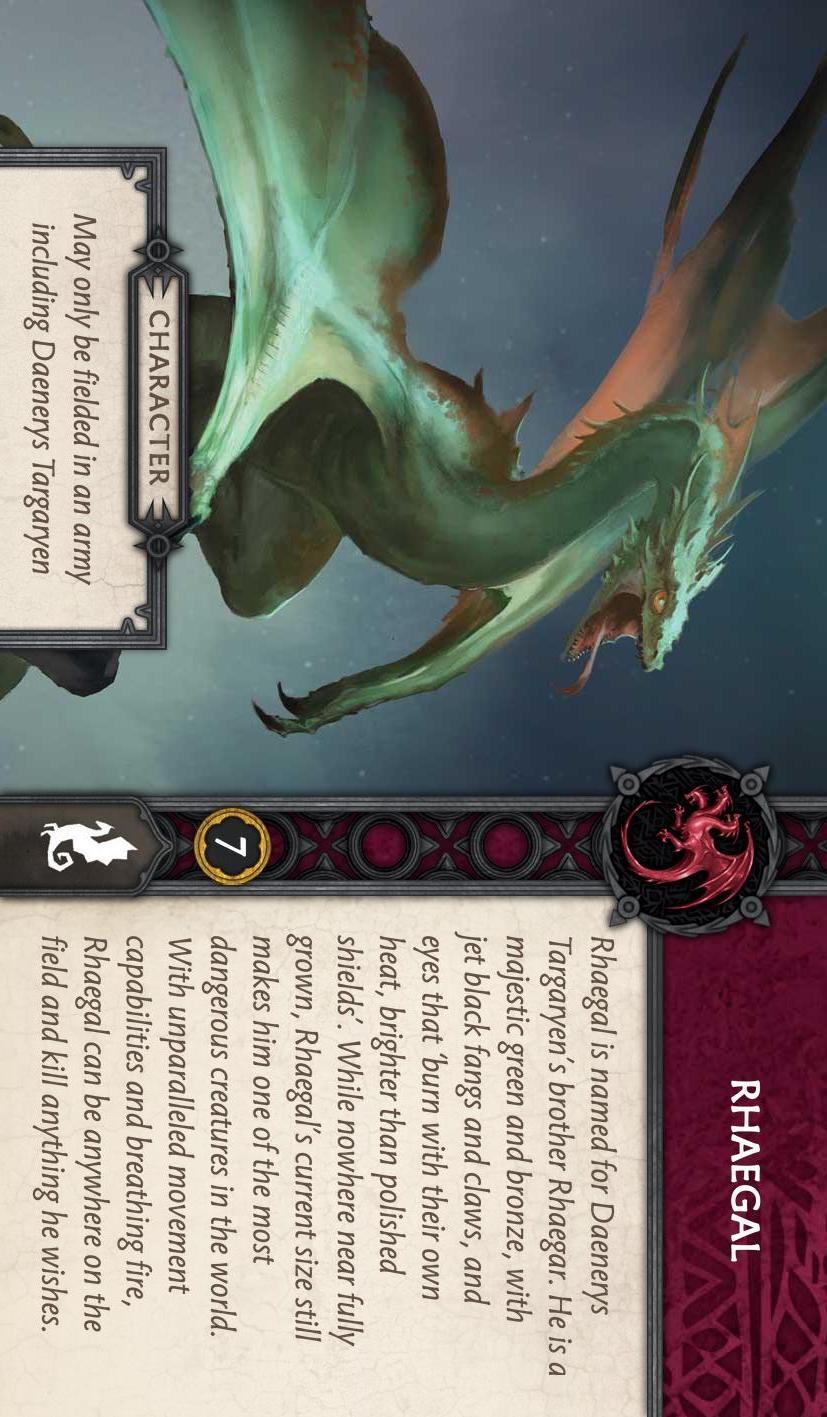 RHAEGAL
Rhaegal is named for Daenerys
Targaryen's brother Rhaegar. He is a
majestic green and bronze, with
jet black fangs and claws, and
eyes that 'burn with their own
heat, brighter than polished
shields'. While nowhere near fully
grown, Rhaegal's current size still
makes him one of the most
dangerous creatures in the world.
With unparalleled movement
capabilities and breathing fire,
Rhaegal can be anywhere on the
field and kill anything he wishes.
7
CHARACTER
May only be fielded in an army
including Daenerys Targaryen